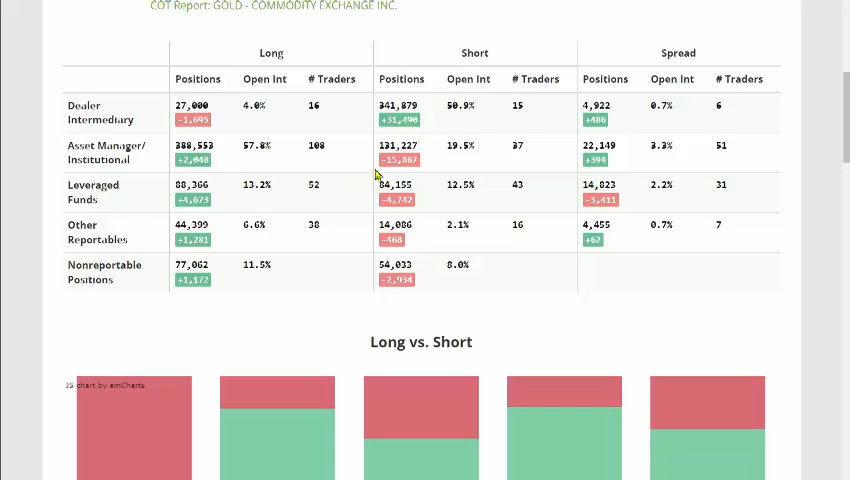 COT Report: GOLD - COMMODITY EXCHANGE INC.
Long Short Spread
Positions Open Int # Traders Positions Open Int # Traders Positions Open Int # Traders
Dealer Intermediary 27,000 4.0% 16 341,879 50.9% 15 4,922 0.7% 6
-1,695 +31,490 +486
Asset Manager/ Institutional 388,553 57.8% 108 131,227 19.5% 37 22,149 3.3% 51
+2,048 -15,867 +394
Leveraged Funds 88,366 13.2% 52 84,155 12.5% 43 14,823 2.2% 31
+4,673 -4,742 -3,411
Other Reportables 44,399 6.6% 38 14,086 2.1% 16 4,455 0.7% 7
+1,281 -468 +62
Nonreportable Positions 77,062 11.5% 54,033 8.0%
+1,172 -2,934
Long vs. Short
JS chart by amCharts